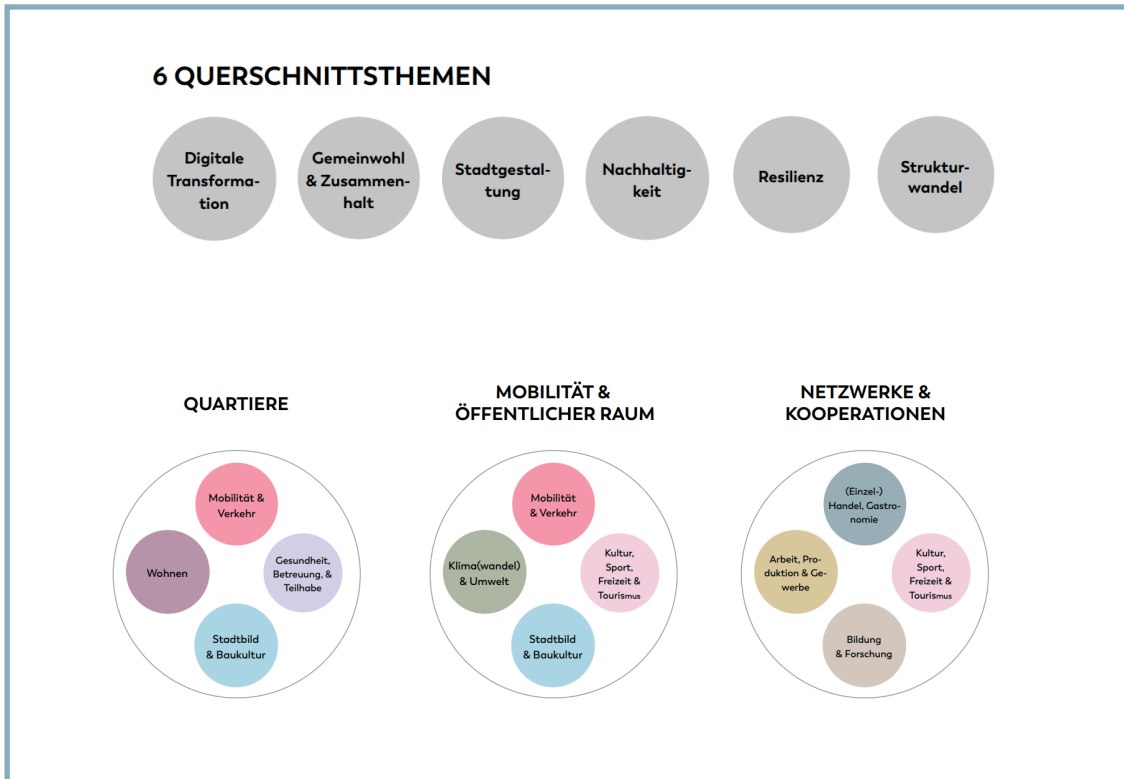 6 QUERSCHNITTSTHEMEN
Digitale
Transforma-
tion
Gemeinwohl
& Zusammen-
halt
Stadtgestal-
tung
Nachhaltig-
keit
Resilienz
Struktur-
wandel
QUARTIERE
Mobilität &
Verkehr
Wohnen
Gesundheit,
Betreuung, &
Teilhabe
Stadtbild
& Baukultur
MOBILITÄT &
ÖFFENTLICHER RAUM
Mobilität
& Verkehr
Klima(wandel)
& Umwelt
Kultur,
Sport,
Freizeit &
Tourismus
Stadtbild
& Baukultur
NETZWERKE &
KOOPERATIONEN
(Einzel-)
Handel, Gastro-
nomie
Arbeit, Pro-
duktion & Ge-
werbe
Kultur,
Sport,
Freizeit &
Tourismus
Bildung
& Forschung